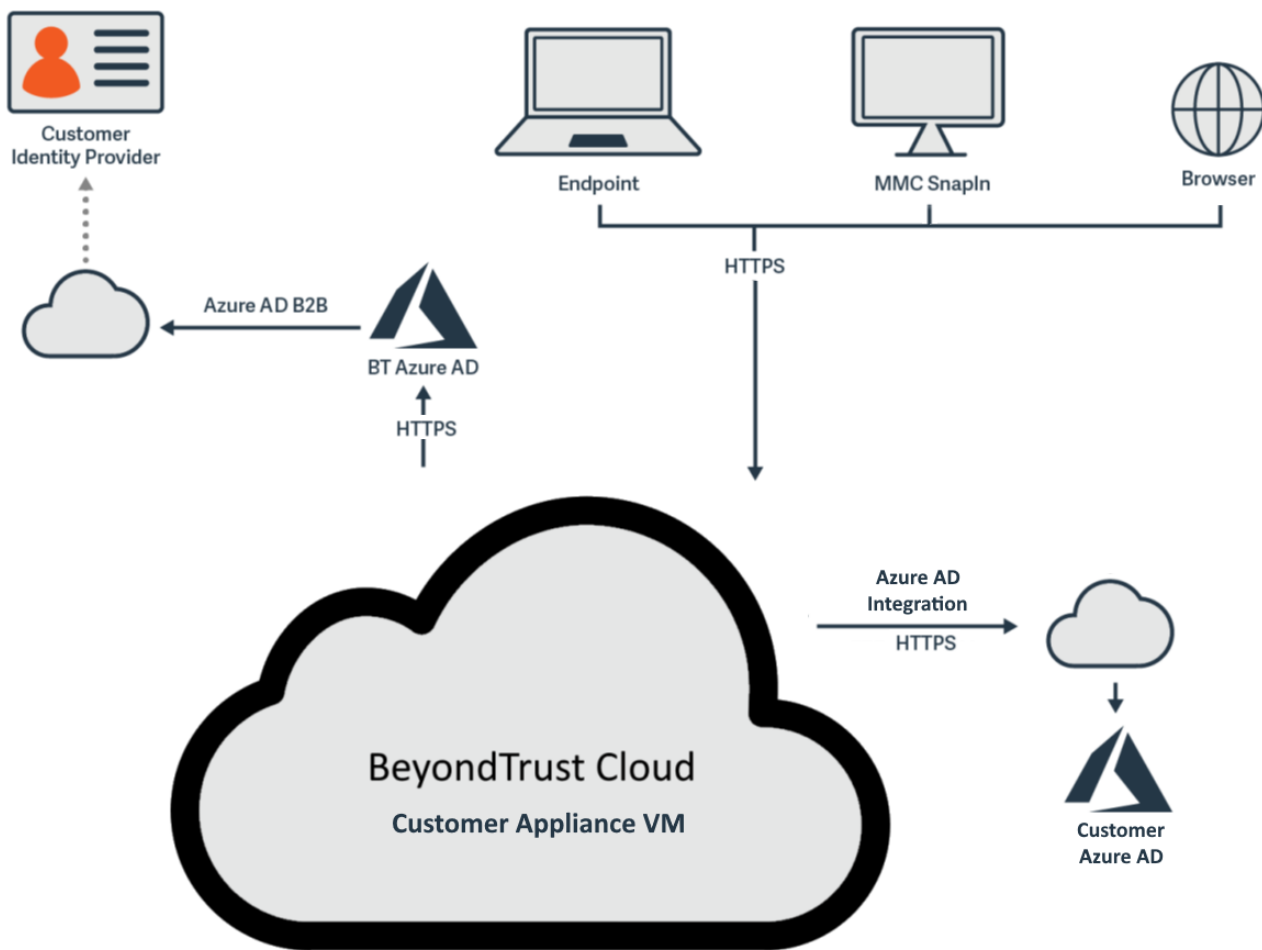 Customer
Identity Provider
Endpoint
MMC SnapIn
Browser
HTTPS
Azure AD B2B
BT Azure AD
HTTPS
Azure AD
Integration
HTTPS
BeyondTrust Cloud
Customer Appliance VM
Customer
Azure AD